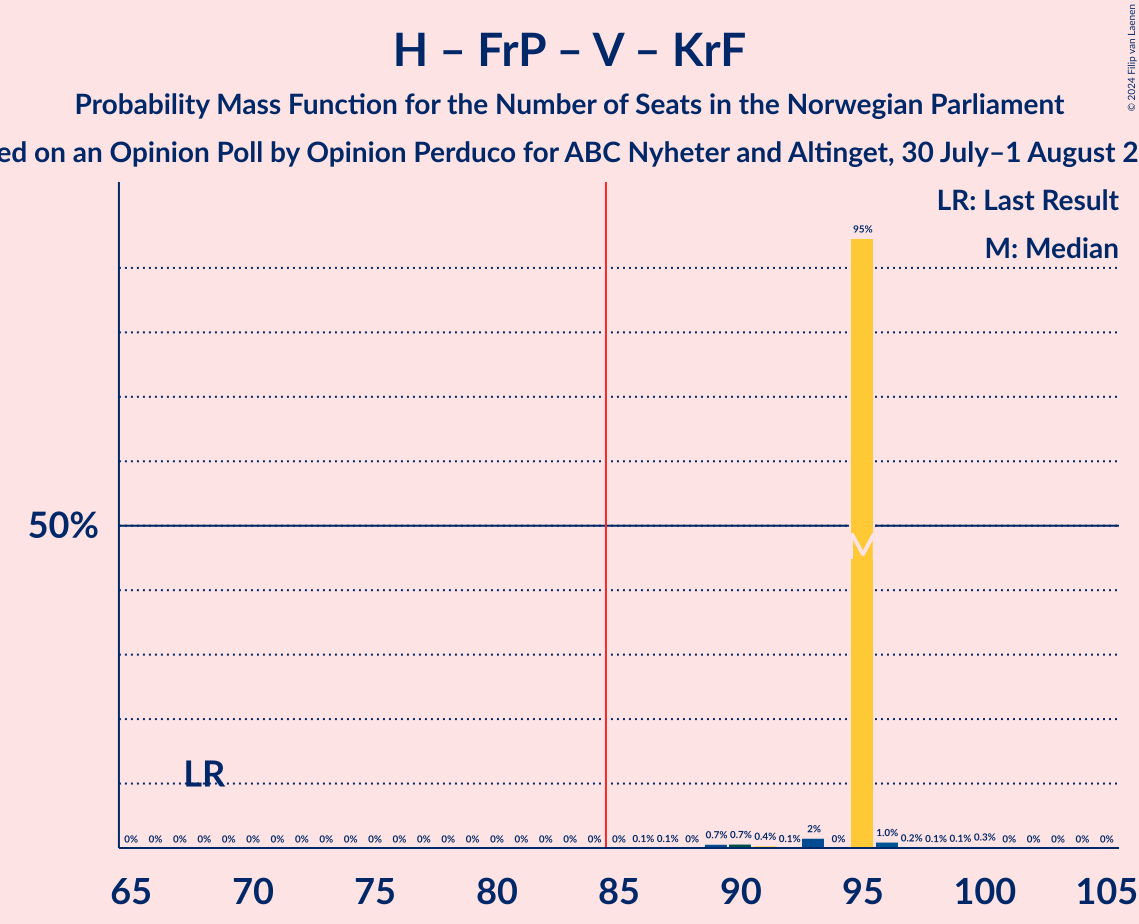 H – FrP – V – KrF
Probability Mass Function for the Number of Seats in the Norwegian Parliament
ed on an Opinion Poll by Opinion Perduco for ABC Nyheter and Altinget, 30 July–1 August 2
© 2024 Filip van Laenen
LR: Last Result
M: Median
95%
50%
M
LR
0% 0% 0% 0% 0% 0% 0% 0% 0% 0% 0% 0% 0% 0% 0% 0% 0% 0% 0% 0% 0% 0.1% 0.1% 0% 0.7% 0.7% 0.4% 0.1% 2% 0% 1.0% 0.2% 0.1% 0.1% 0.3% 0% 0% 0% 0% 0%
65 70 75 80 85 90 95 100 105